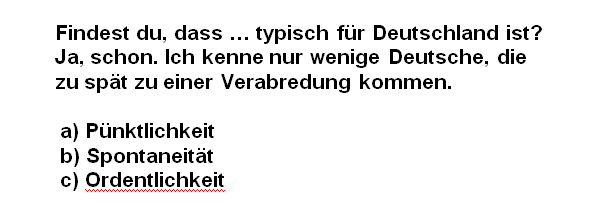 Findest du, dass … typisch für Deutschland ist?
Ja, schon. Ich kenne nur wenige Deutsche, die
zu spät zu einer Verabredung kommen.
a) Pünktlichkeit
b) Spontaneität
c) Ordentlichkeit